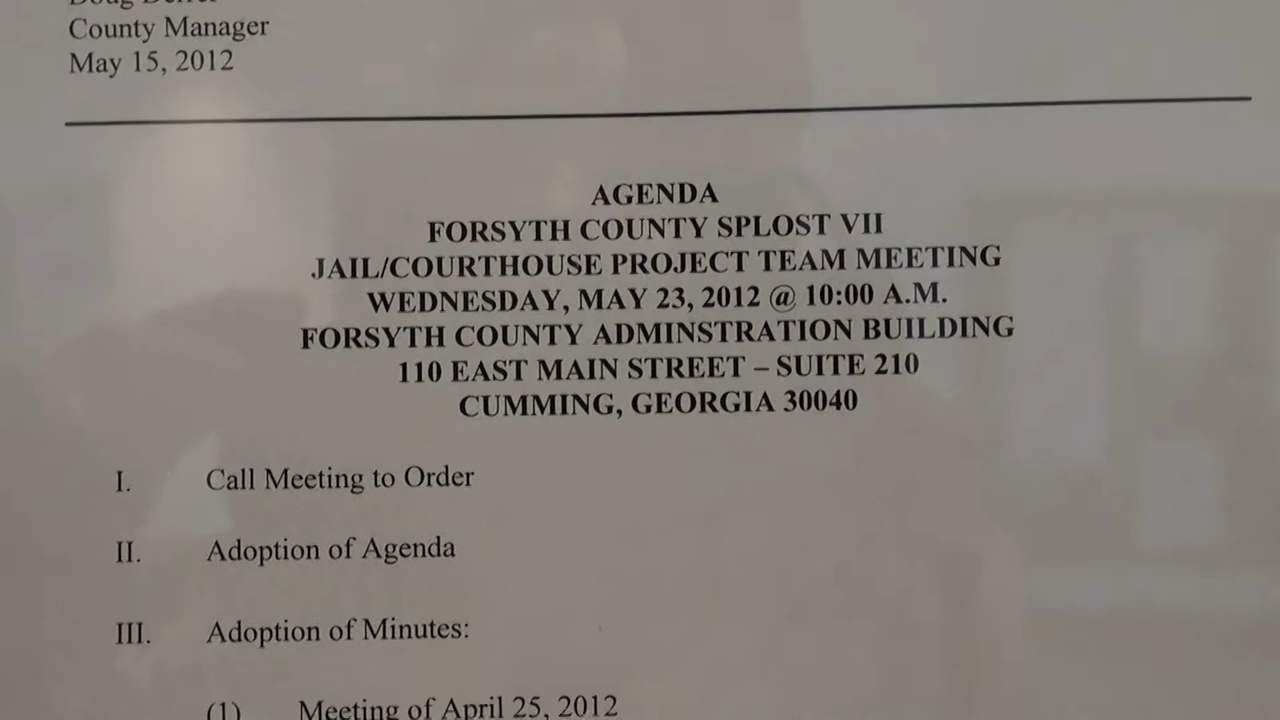 County Manager
May 15, 2012
AGENDA
FORSYTH COUNTY SPLOST VII
JAIL/COURTHOUSE PROJECT TEAM MEETING
WEDNESDAY, MAY 23, 2012 @ 10:00 A.M.
FORSYTH COUNTY ADMINSTRATION BUILDING
110 EAST MAIN STREET – SUITE 210
CUMMING, GEORGIA 30040
I. Call Meeting to Order
II. Adoption of Agenda
III. Adoption of Minutes:
(1) Meeting of April 25, 2012